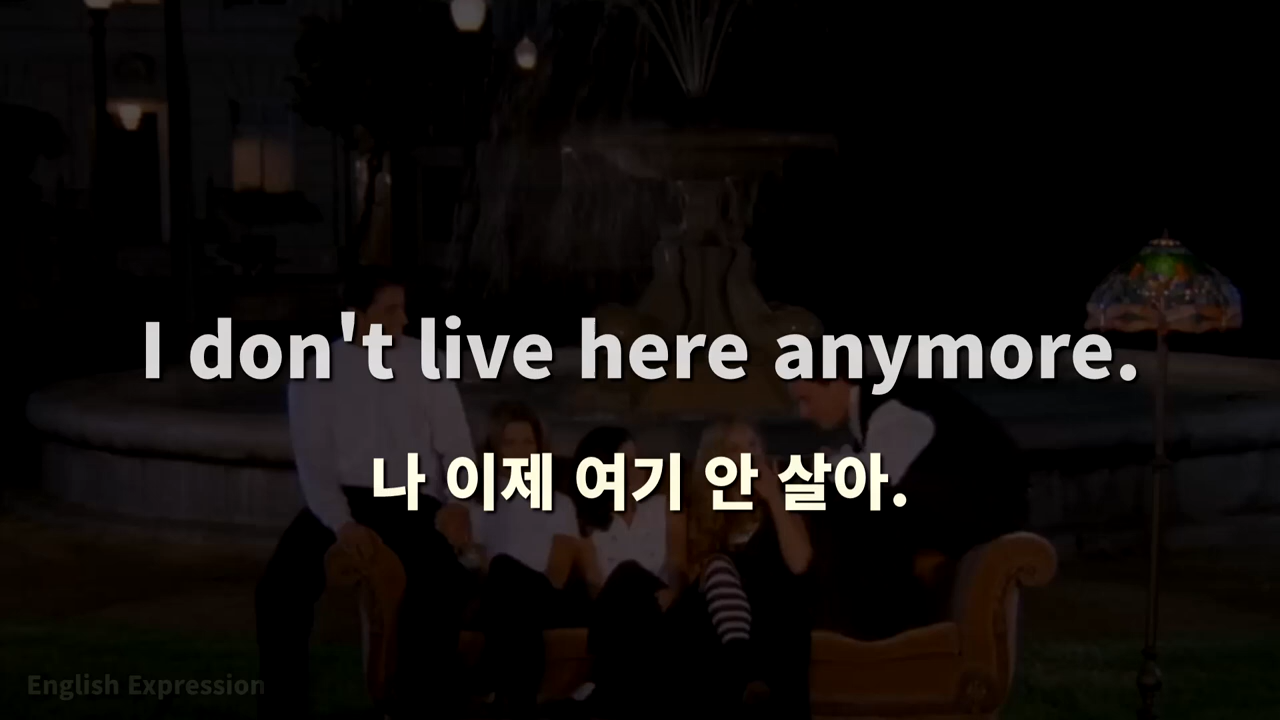 I don't live here anymore.
나 이제 여기 안 살아.
English Expression